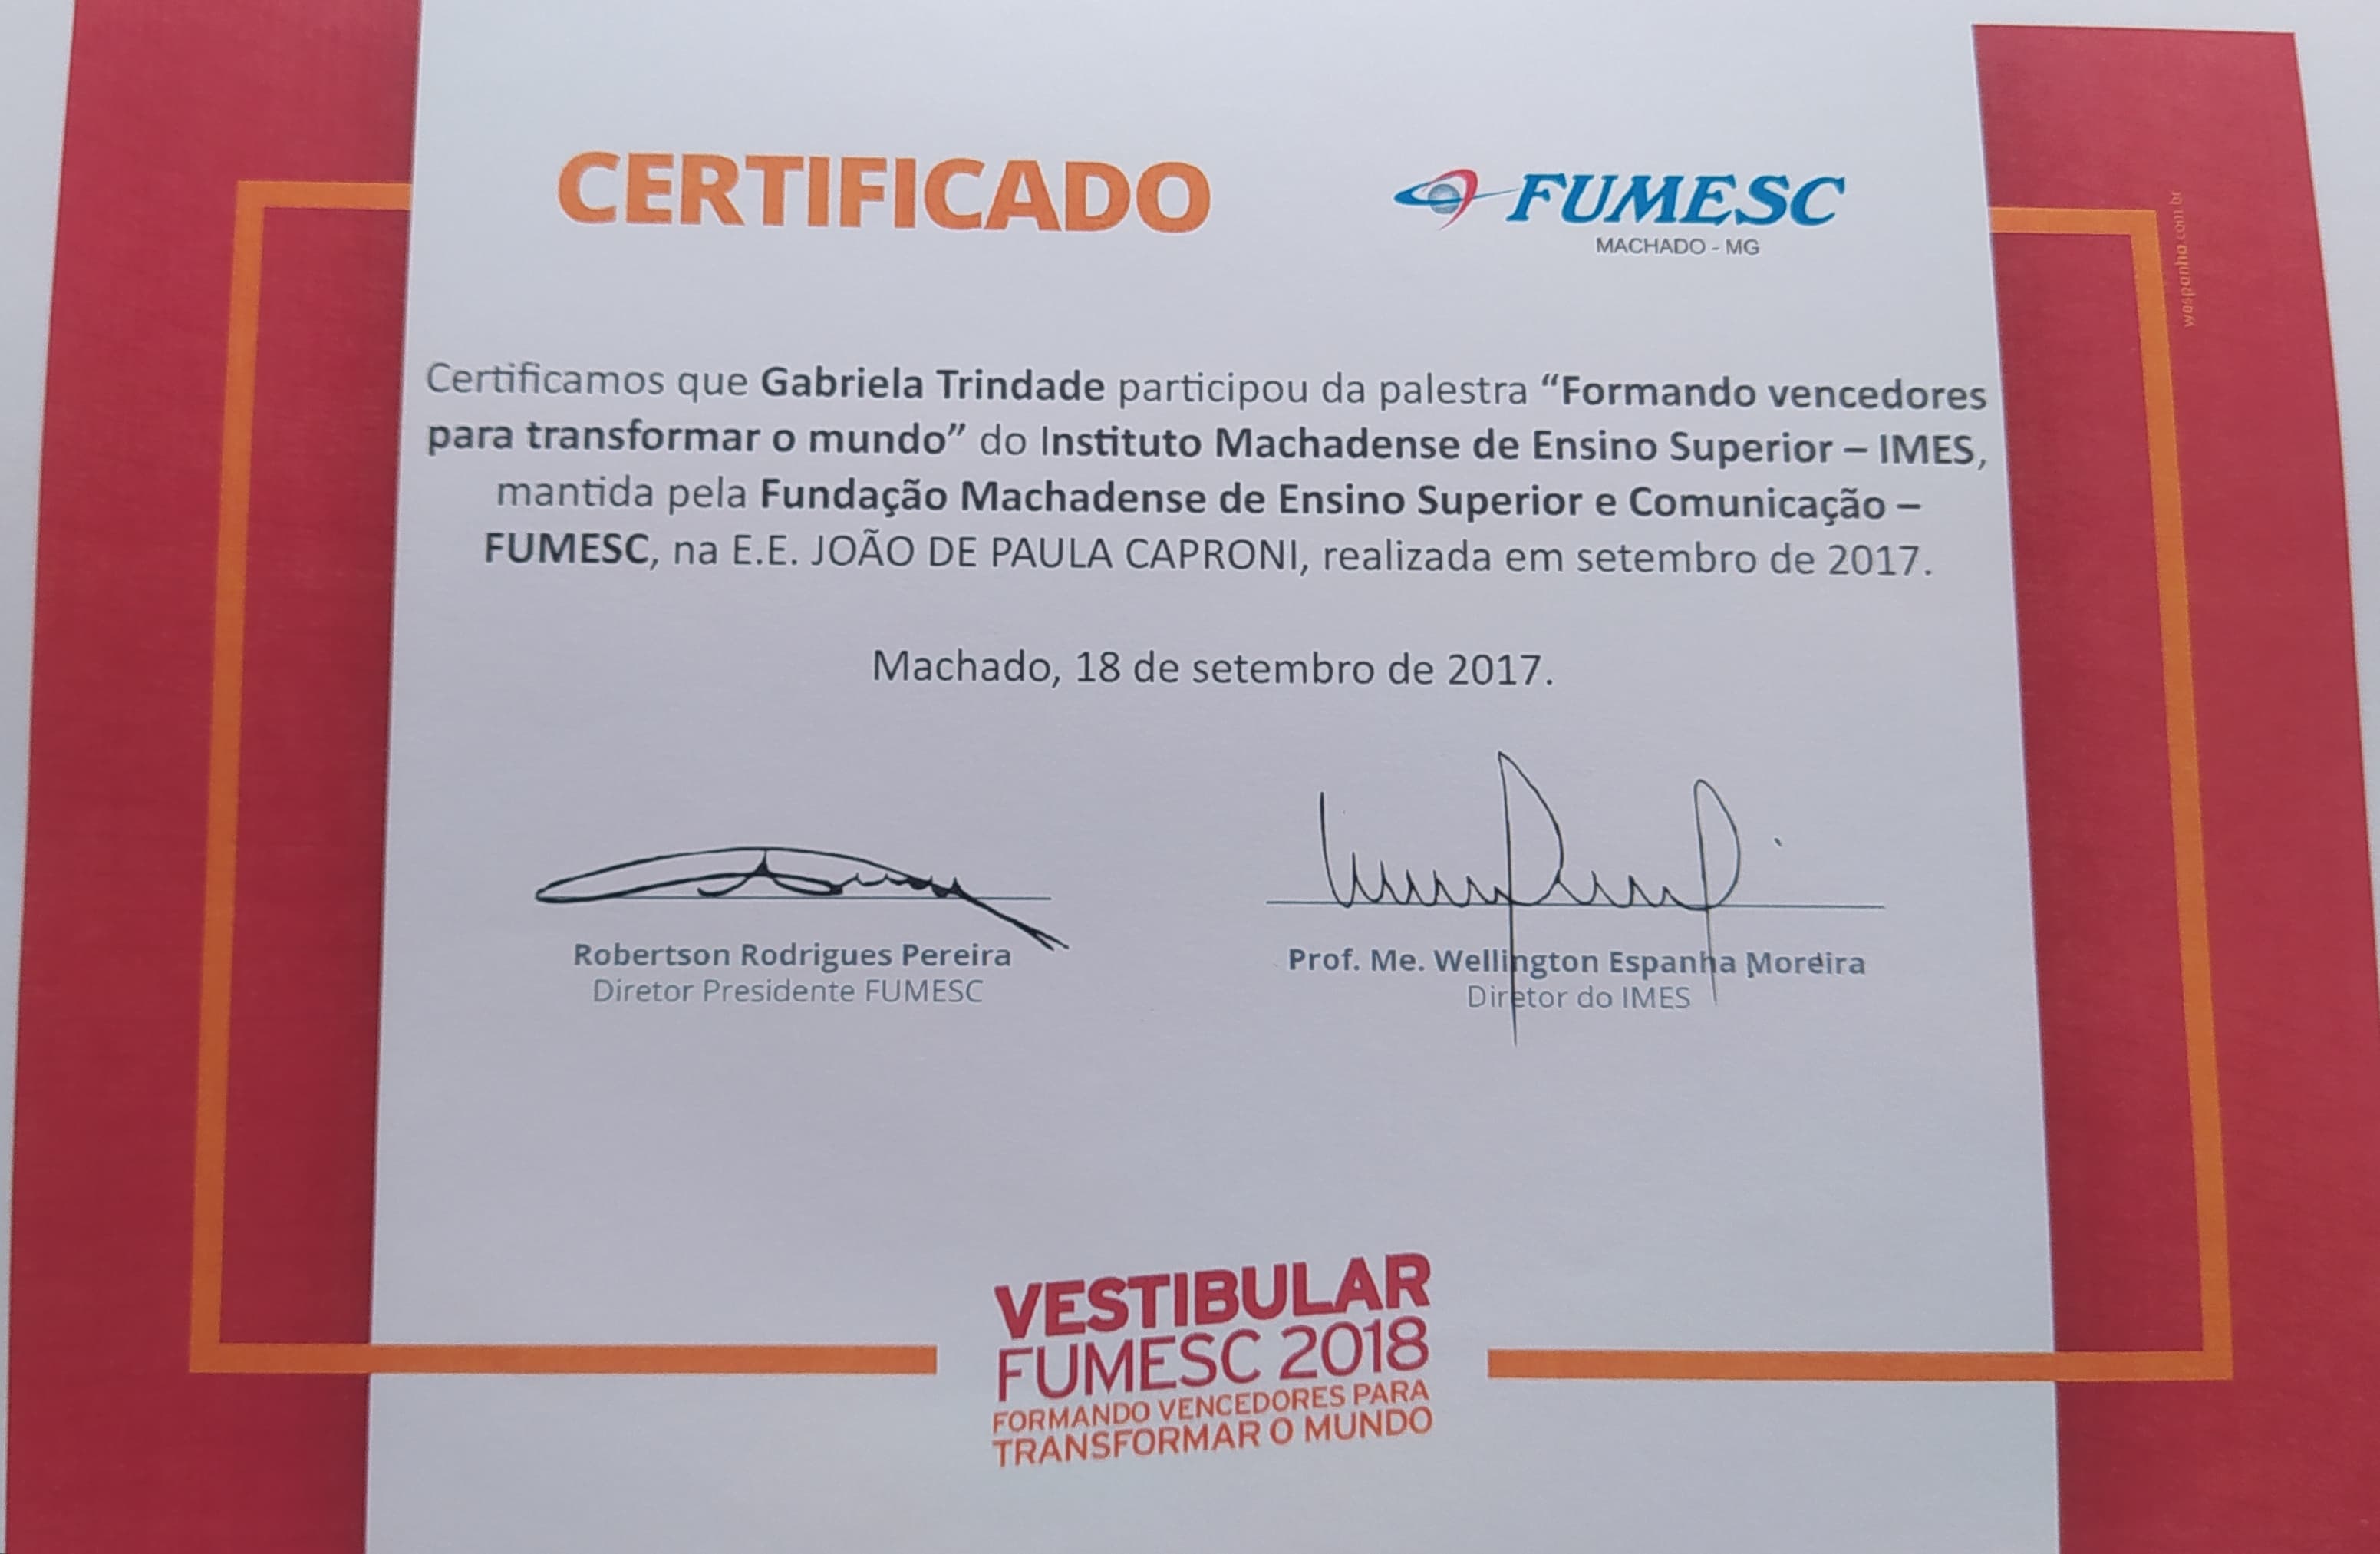 CERTIFICADO
FUMESC
MACHADO - MG
wespanha.com.br
Certificamos que Gabriela Trindade participou da palestra “Formando vencedores
para transformar o mundo” do Instituto Machadense de Ensino Superior – IMES,
mantida pela Fundação Machadense de Ensino Superior e Comunicação –
FUMESC, na E.E. JOÃO DE PAULA CAPRONI, realizada em setembro de 2017.
Machado, 18 de setembro de 2017.
Robertson Rodrigues Pereira
Diretor Presidente FUMESC
Prof. Me. Wellington Espanha Moreira
Diretor do IMES
VESTIBULAR
FUMESC 2018
FORMANDO VENCEDORES PARA
TRANSFORMAR O MUNDO